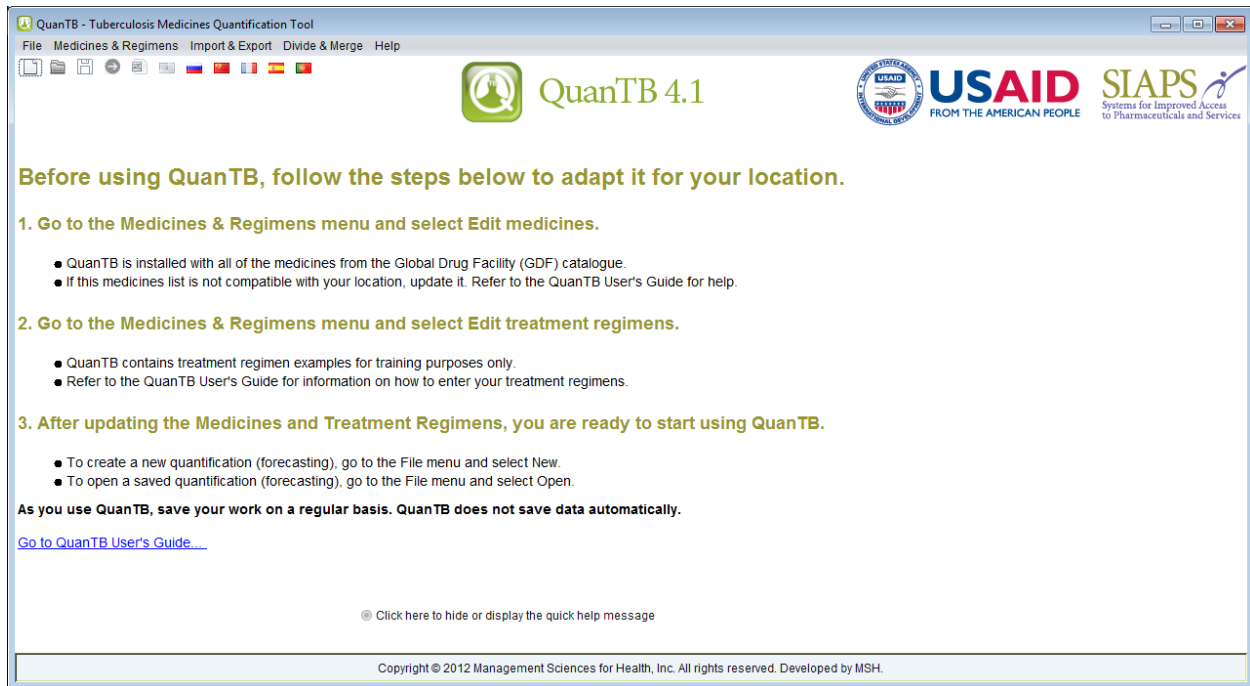 QuanTB - Tuberculosis Medicines Quantification Tool
File Medicines & Regimens Import & Export Divide & Merge Help
QuanTB 4.1
USAID
USAID
FROM THE AMERICAN PEOPLE
SIAPS
Systems for Improved Access
to Pharmaceuticals and Services
Before using QuanTB, follow the steps below to adapt it for your location.
1. Go to the Medicines & Regimens menu and select Edit medicines.
QuanTB is installed with all of the medicines from the Global Drug Facility (GDF) catalogue.
If this medicines list is not compatible with your location, update it. Refer to the QuanTB User's Guide for help.
2. Go to the Medicines & Regimens menu and select Edit treatment regimens.
QuanTB contains treatment regimen examples for training purposes only.
Refer to the QuanTB User's Guide for information on how to enter your treatment regimens.
3. After updating the Medicines and Treatment Regimens, you are ready to start using QuanTB.
To create a new quantification (forecasting), go to the File menu and select New.
To open a saved quantification (forecasting), go to the File menu and select Open.
As you use QuanTB, save your work on a regular basis. QuanTB does not save data automatically.
Go to QuanTB User's Guide...
Click here to hide or display the quick help message
Copyright © 2012 Management Sciences for Health, Inc. All rights reserved. Developed by MSH.